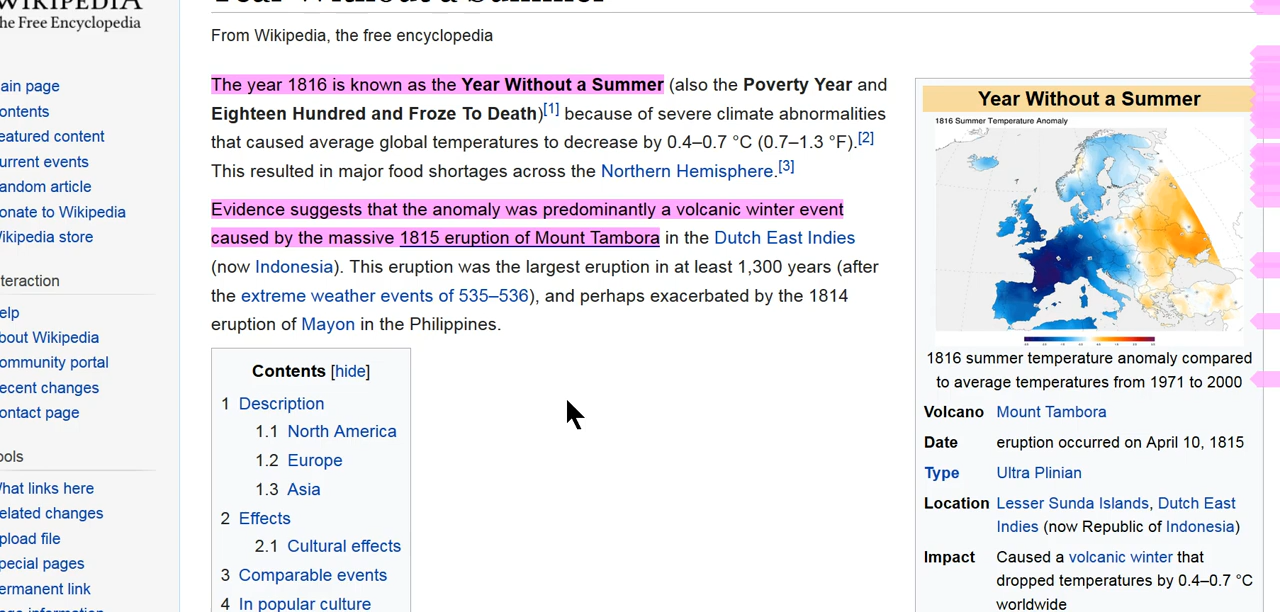 WIKIPEDIA
he Free Encyclopedia
ain page
ontents
eatured content
urrent events
andom article
onate to Wikipedia
ikipedia store
nteraction
elp
bout Wikipedia
ommunity portal
ecent changes
ontact page
ools
hat links here
elated changes
pload file
pecial pages
ermanent link
age information
Year Without a Summer
From Wikipedia, the free encyclopedia
The year 1816 is known as the Year Without a Summer (also the Poverty Year and
Eighteen Hundred and Froze To Death)[1] because of severe climate abnormalities
that caused average global temperatures to decrease by 0.4–0.7 °C (0.7–1.3 °F).[2]
This resulted in major food shortages across the Northern Hemisphere.[3]
Evidence suggests that the anomaly was predominantly a volcanic winter event
caused by the massive 1815 eruption of Mount Tambora in the Dutch East Indies
(now Indonesia). This eruption was the largest eruption in at least 1,300 years (after
the extreme weather events of 535–536), and perhaps exacerbated by the 1814
eruption of Mayon in the Philippines.
Contents [hide]
1 Description
1.1 North America
1.2 Europe
1.3 Asia
2 Effects
2.1 Cultural effects
3 Comparable events
4 In popular culture
Year Without a Summer
1816 Summer Temperature Anomaly
1816 summer temperature anomaly compared
to average temperatures from 1971 to 2000
Volcano Mount Tambora
Date eruption occurred on April 10, 1815
Type Ultra Plinian
Location Lesser Sunda Islands, Dutch East
Indies (now Republic of Indonesia)
Impact Caused a volcanic winter that
dropped temperatures by 0.4–0.7 °C
worldwide